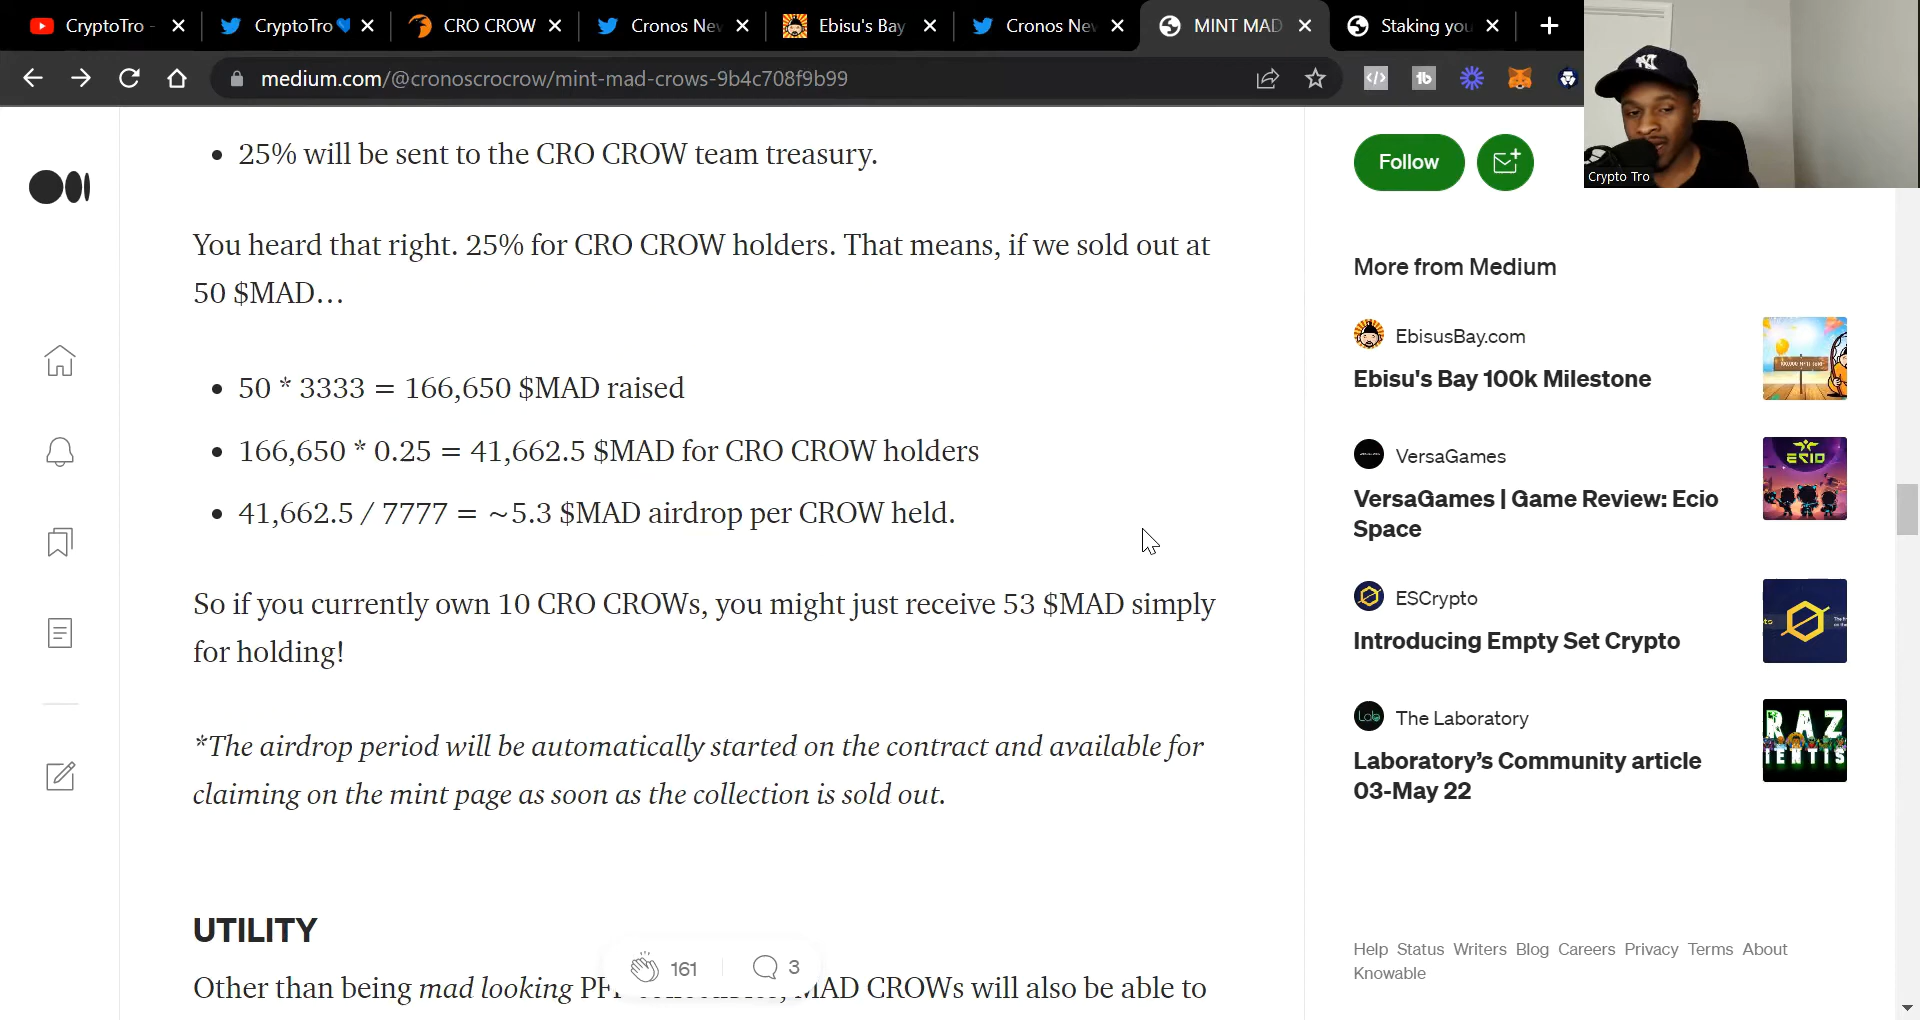 CryptoTro -
CryptoTro💙
CRO CROW
Cronos Nev
Ebisu's Bay
Cronos Nev
MINT MAD
Staking you
medium.com/@cronoscrocrow/mint-mad-crows-9b4c708f9b99
Crypto Tro
• 25% will be sent to the CRO CROW team treasury.
You heard that right. 25% for CRO CROW holders. That means, if we sold out at
50 $MAD…
• 50 * 3333 = 166,650 $MAD raised
• 166,650 * 0.25 = 41,662.5 $MAD for CRO CROW holders
• 41,662.5 / 7777 = ~5.3 $MAD airdrop per CROW held.
So if you currently own 10 CRO CROWs, you might just receive 53 $MAD simply
for holding!
*The airdrop period will be automatically started on the contract and available for
claiming on the mint page as soon as the collection is sold out.
UTILITY
161
3
Other than being mad looking MAD CROWs will also be able to
Follow
More from Medium
EbisusBay.com
Ebisu's Bay 100k Milestone
VersaGames
VersaGames | Game Review: Ecio
Space
ECIO
ESCrypto
Introducing Empty Set Crypto
Lab
The Laboratory
Laboratory's Community article
03-May 22
RAZ
IENTIS
Help Status Writers Blog Careers Privacy Terms About
Knowable